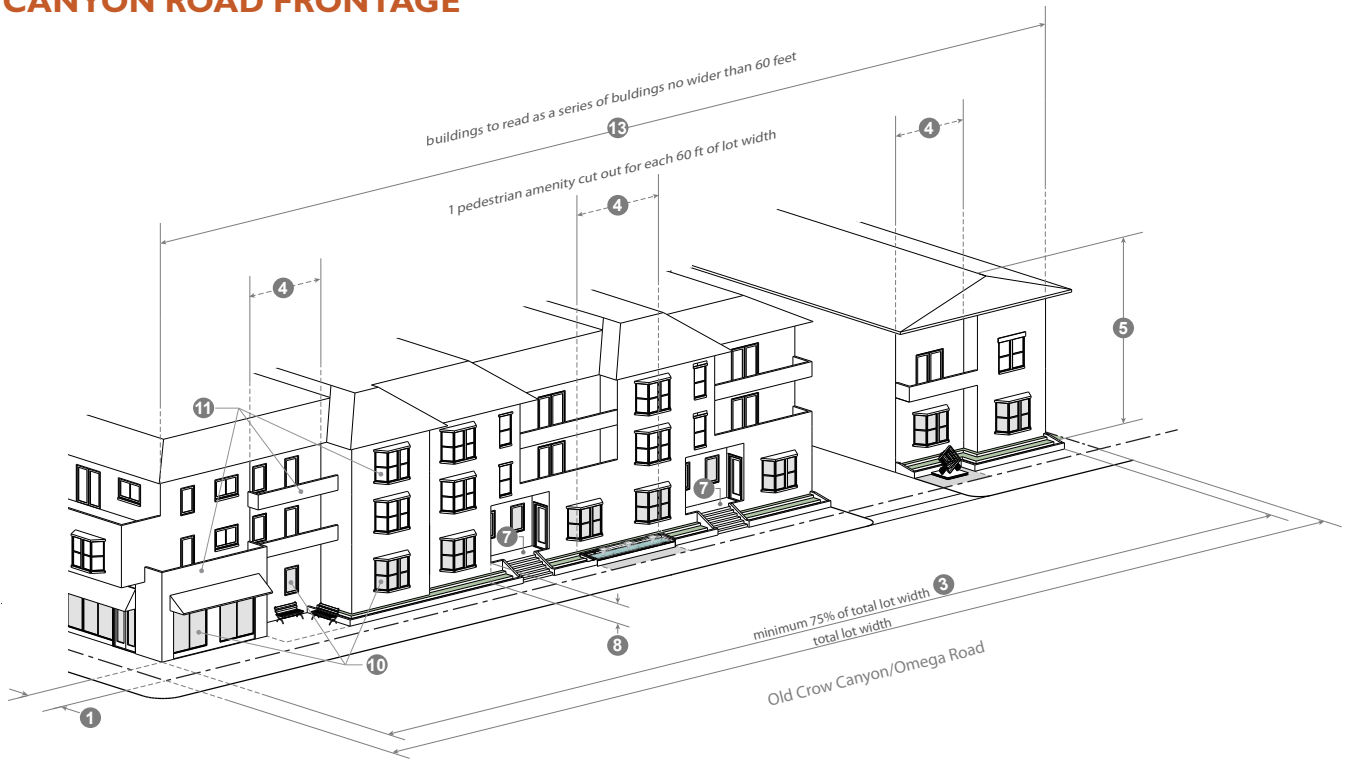 CANYON ROAD FRONTAGE
buildings to read as a series of buldings no wider than 60 feet
13
4
1 pedestrian amenity cut out for each 60 ft of lot width
4
4
5
11
7
7
minimum 75% of total lot width 3
total lot width
8
10
Old Crow Canyon/Omega Road
1